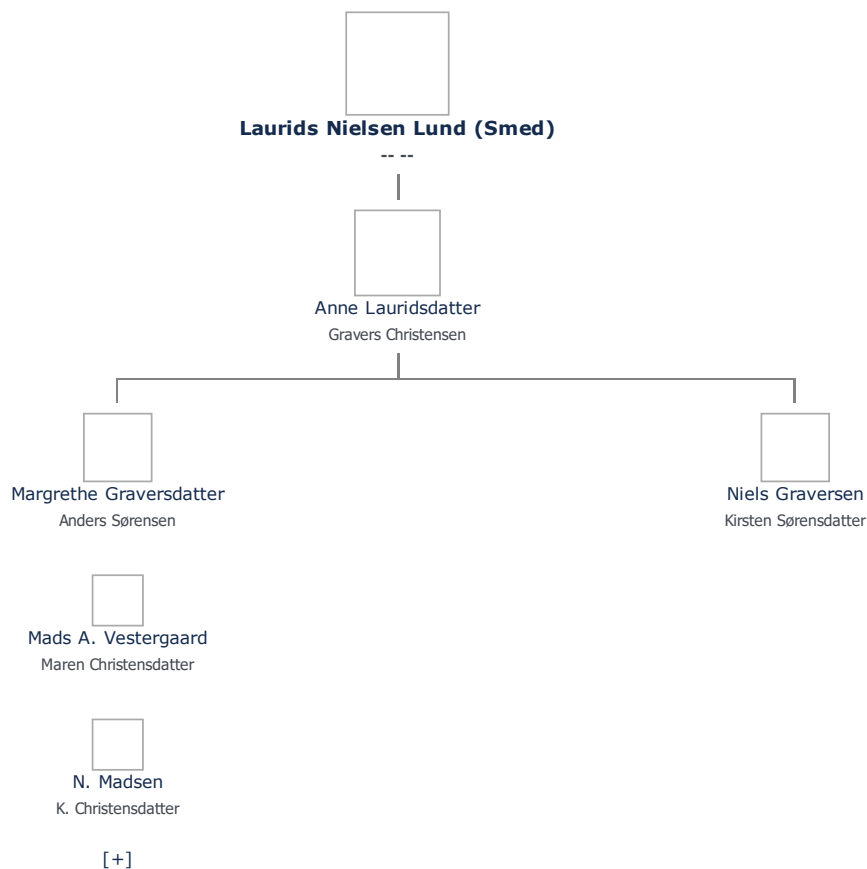 Laurids Nielsen Lund (Smed)
-- --
Anne Lauridsdatter
Gravers Christensen
Margrethe Graversdatter
Anders Sørensen
Niels Graversen
Kirsten Sørensdatter
Mads A. Vestergaard
Maren Christensdatter
N. Madsen
K. Christensdatter
[+]